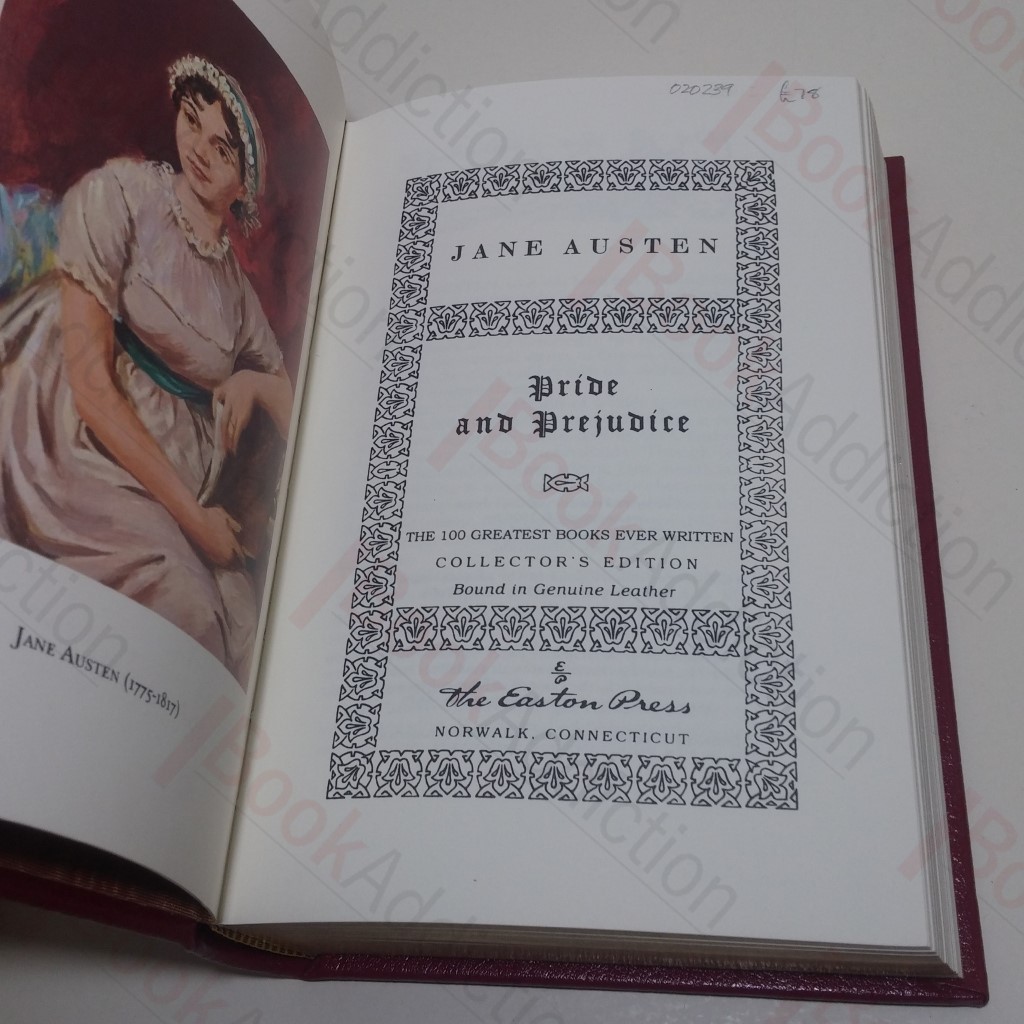 JANE AUSTEN (1775-1817)
020239
JANE AUSTEN
Pride
and Prejudice
THE 100 GREATEST BOOKS EVER WRITTEN
COLLECTOR'S EDITION
Bound in Genuine Leather
E
P
The Easton Press
NORWALK, CONNECTICUT
BookAddiction